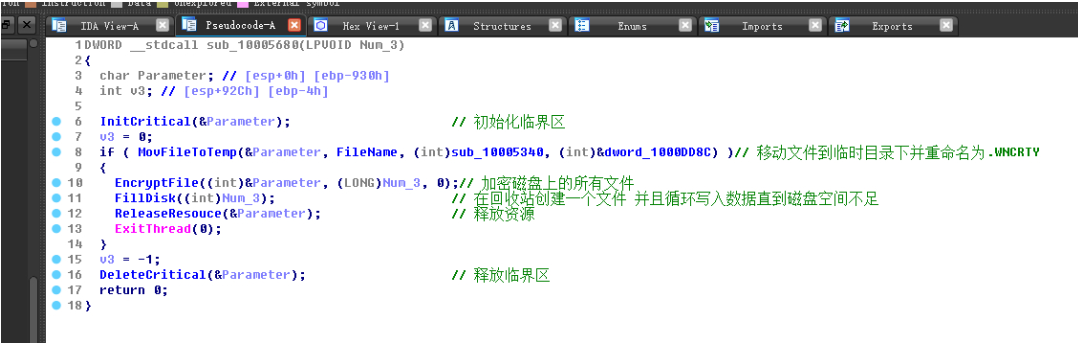 Instruction Data Unexplored External symbol
IDA View-A Pseudocode-A Hex View-1 Structures Enums Imports Exports
1 DWORD __stdcall sub_10005680(LPVOID Num_3)
2 {
3 char Parameter; // [esp+0h] [ebp-930h]
4 int v3; // [esp+92Ch] [ebp-4h]
5
6 InitCritical(&Parameter); // 初始化临界区
7 v3 = 0;
8 if ( MovFileToTemp(&Parameter, FileName, (int)sub_10005340, (int)&dword_1000DD8C) )// 移动文件到临时目录下并重命名为.WNCRTY
9 {
10 EncryptFile((int)&Parameter, (LONG)Num_3, 0);// 加密磁盘上的所有文件
11 FillDisk((int)Num_3); // 在回收站创建一个文件 并且循环写入数据直到磁盘空间不足
12 ReleaseResouce(&Parameter); // 释放资源
13 ExitThread(0);
14 }
15 v3 = -1;
16 DeleteCritical(&Parameter); // 释放临界区
17 return 0;
18 }